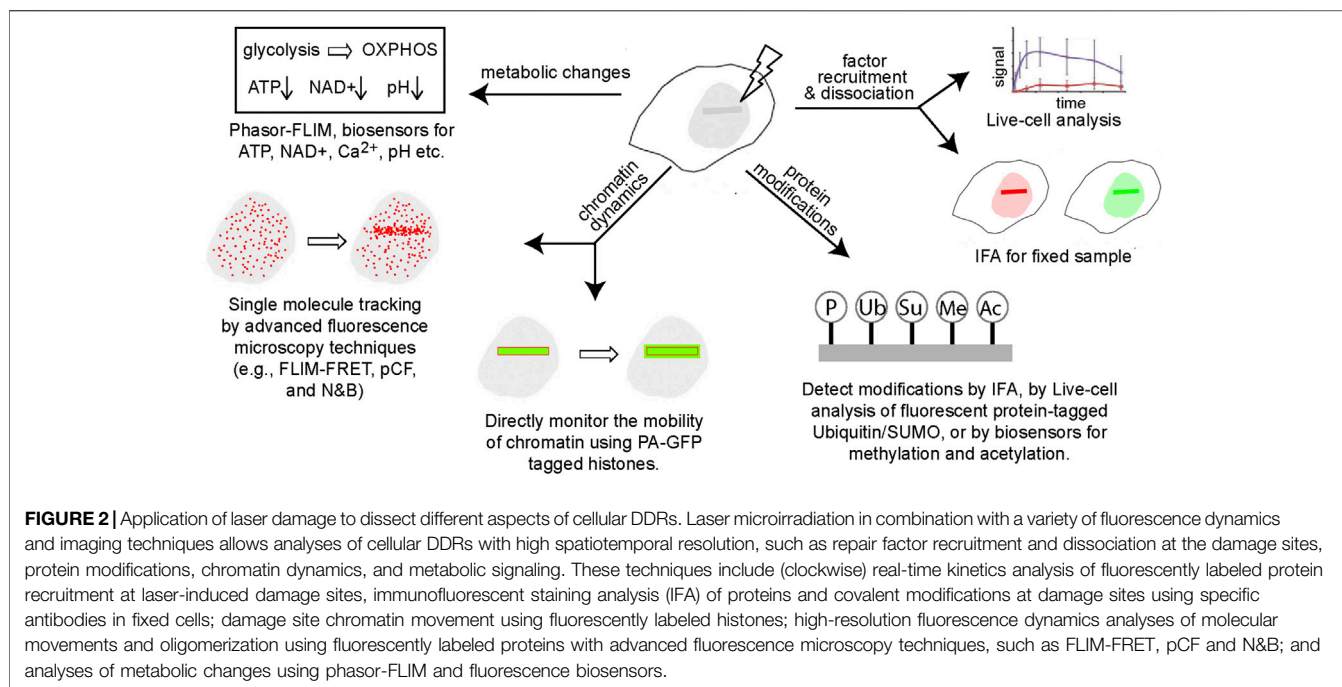 glycolysis ⇨ OXPHOS
ATP↓ NAD+↓ pH↓
Phasor-FLIM, biosensors for
ATP, NAD+, Ca²⁺, pH etc.
metabolic changes
factor
recruitment
& dissociation
signal
time
Live-cell analysis
IFA for fixed sample
chromatin
dynamics
protein
modifications
Single molecule tracking
by advanced fluorescence
microscopy techniques
(e.g., FLIM-FRET, pCF,
and N&B)
Directly monitor the mobility
of chromatin using PA-GFP
tagged histones.
P Ub Su Me Ac
Detect modifications by IFA, by Live-cell
analysis of fluorescent protein-tagged
Ubiquitin/SUMO, or by biosensors for
methylation and acetylation.
FIGURE 2 | Application of laser damage to dissect different aspects of cellular DDRs. Laser microirradiation in combination with a variety of fluorescence dynamics
and imaging techniques allows analyses of cellular DDRs with high spatiotemporal resolution, such as repair factor recruitment and dissociation at the damage sites,
protein modifications, chromatin dynamics, and metabolic signaling. These techniques include (clockwise) real-time kinetics analysis of fluorescently labeled protein
recruitment at laser-induced damage sites, immunofluorescent staining analysis (IFA) of proteins and covalent modifications at damage sites using specific
antibodies in fixed cells; damage site chromatin movement using fluorescently labeled histones; high-resolution fluorescence dynamics analyses of molecular
movements and oligomerization using fluorescently labeled proteins with advanced fluorescence microscopy techniques, such as FLIM-FRET, pCF and N&B; and
analyses of metabolic changes using phasor-FLIM and fluorescence biosensors.